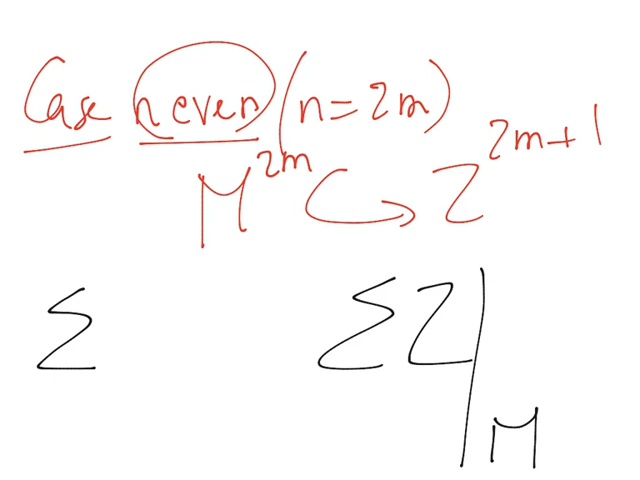 Case n even (n=2m)
M^{2m} ↪ Z^{2m+1}
Σ ΣZ|_M